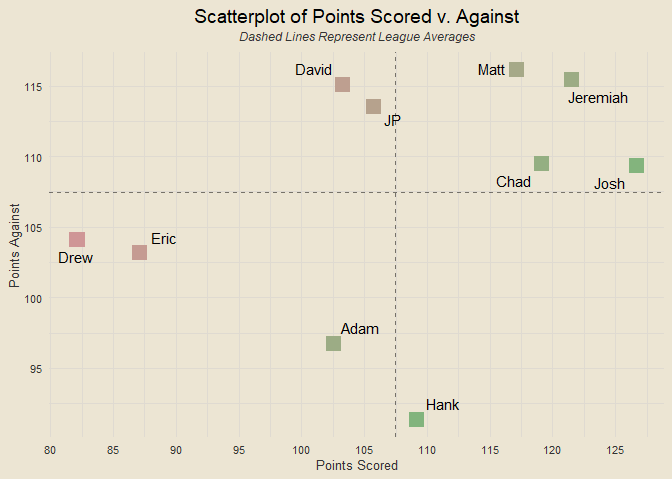 Scatterplot of Points Scored v. Against
Dashed Lines Represent League Averages
David
Matt
Jeremiah
JP
Chad
Josh
Eric
Drew
Adam
Hank
115
110
105
100
95
Points Against
80 85 90 95 100 105 110 115 120 125
Points Scored